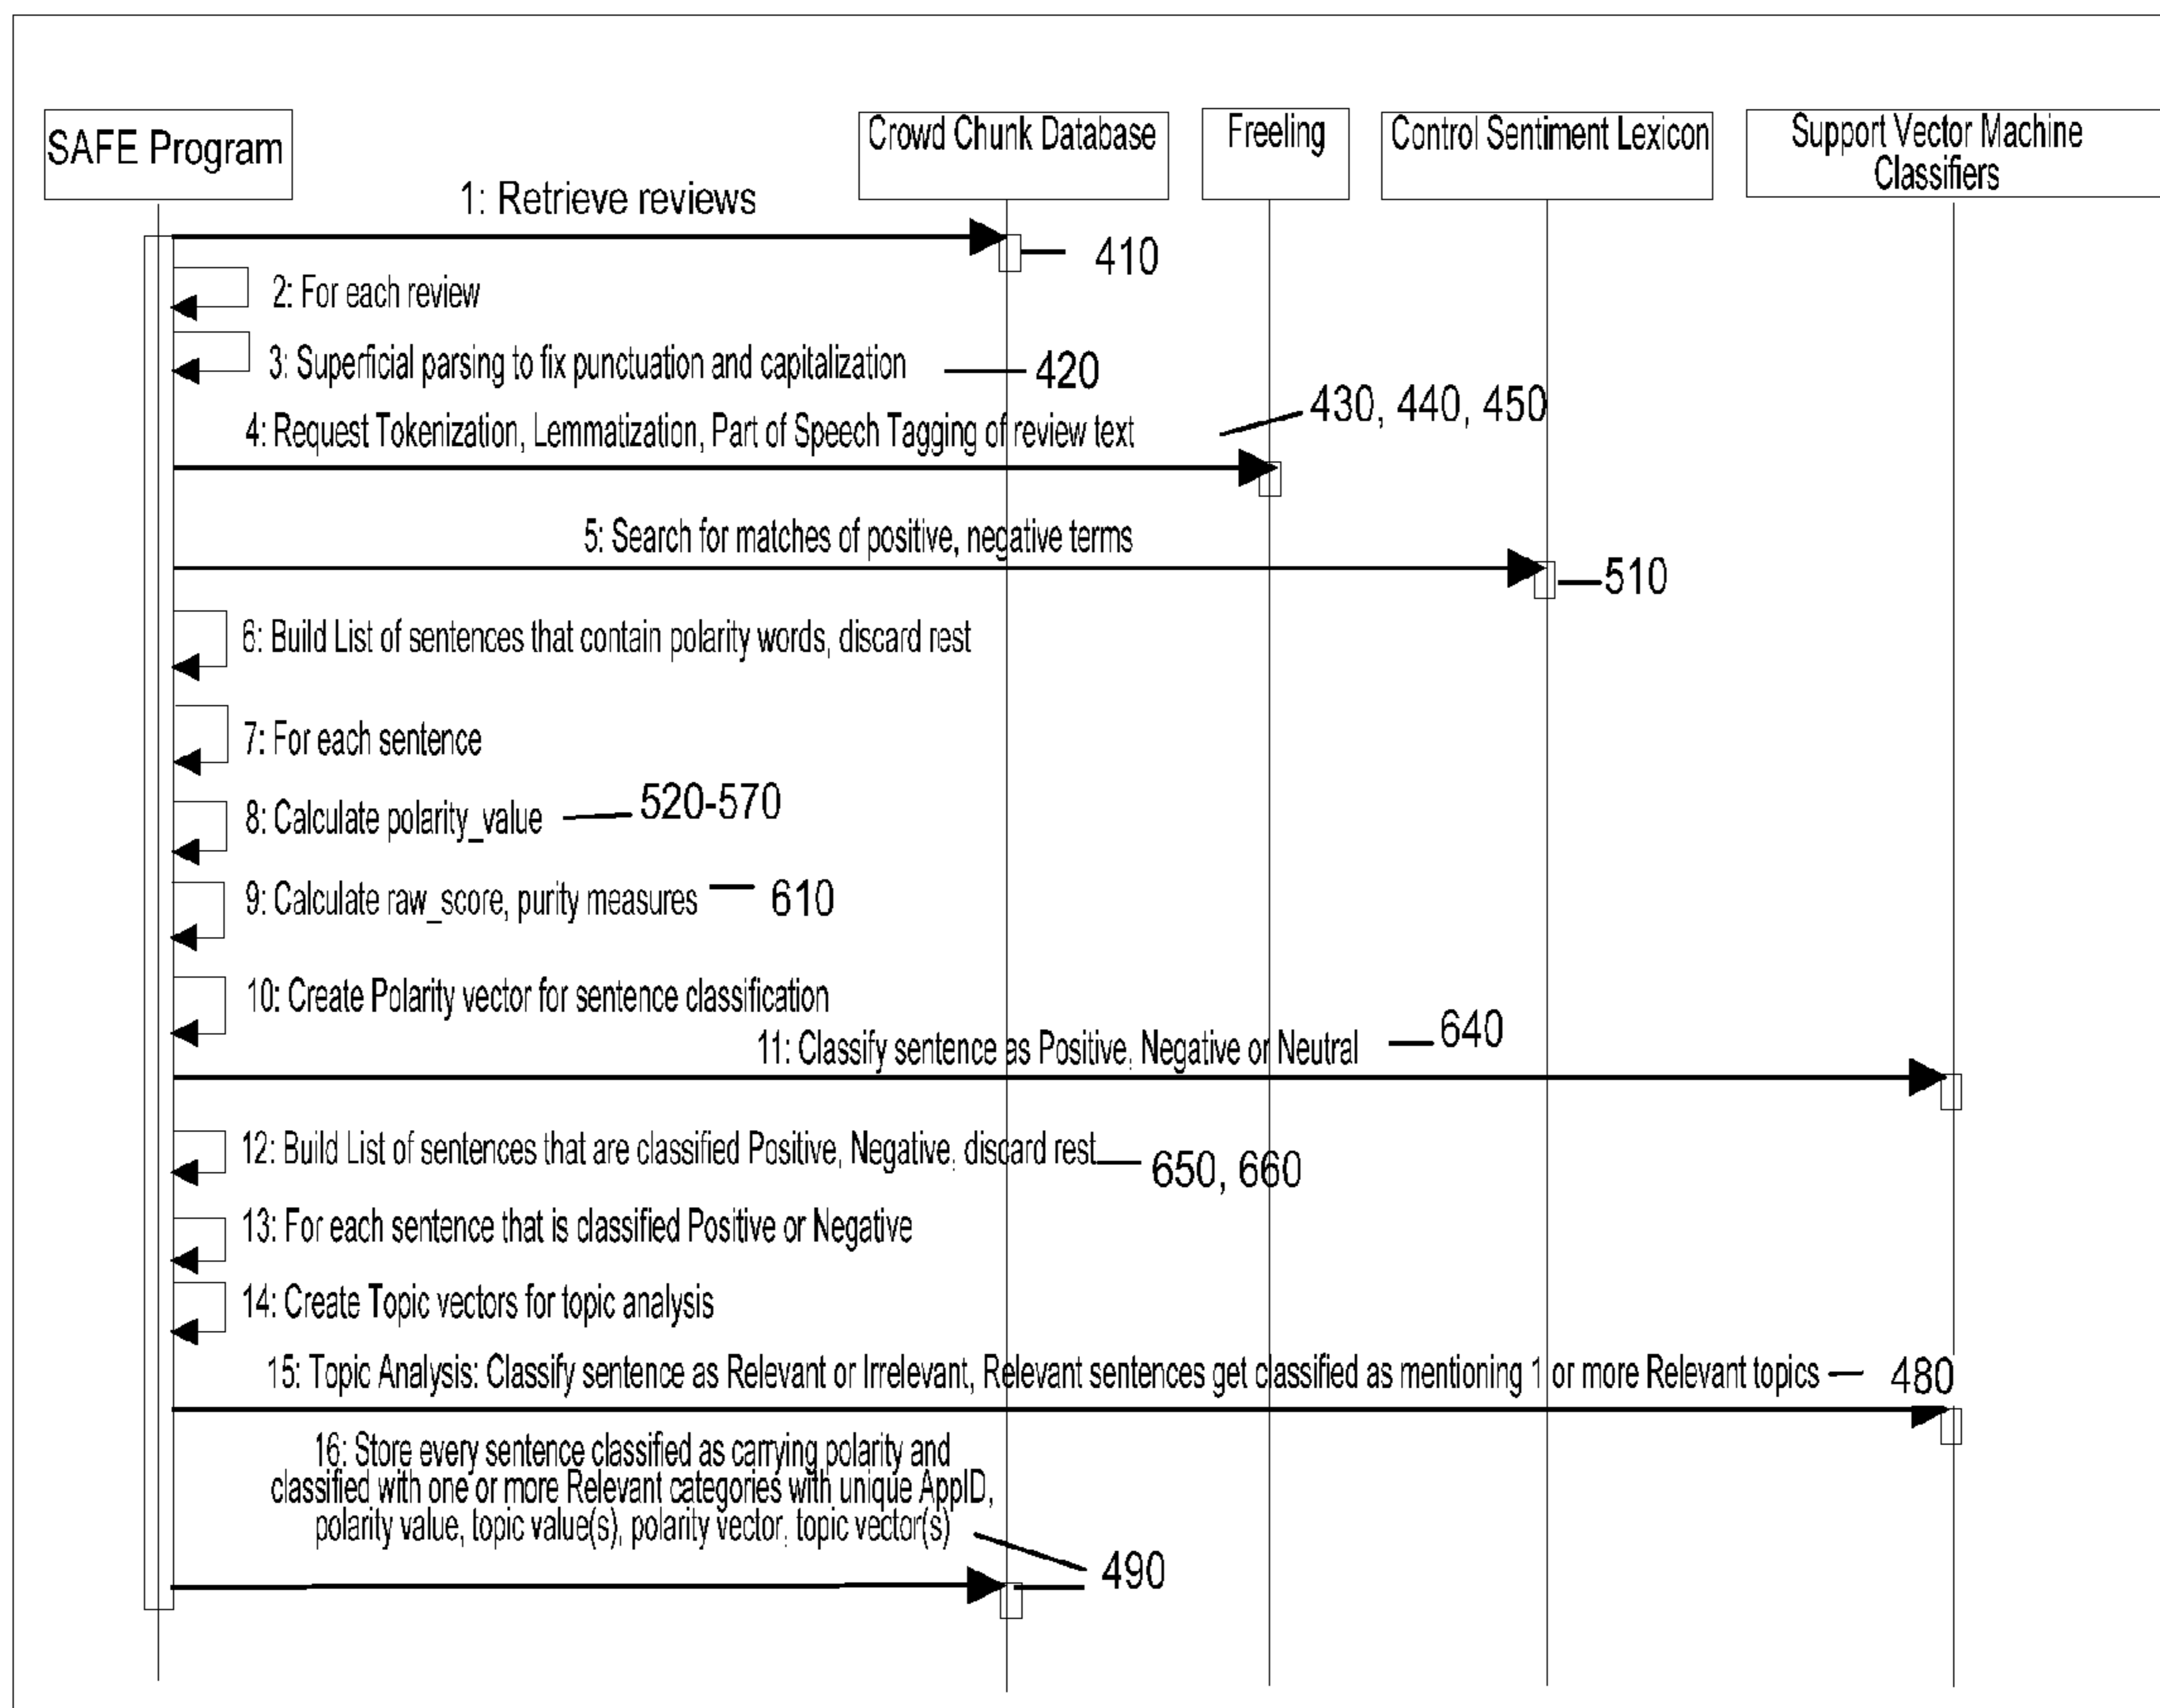 SAFE Program
Crowd Chunk Database
Freeling
Control Sentiment Lexicon
Support Vector Machine
Classifiers
1: Retrieve reviews
410
2: For each review
3: Superficial parsing to fix punctuation and capitalization
420
430, 440, 450
4: Request Tokenization, Lemmatization, Part of Speech Tagging of review text
5: Search for matches of positive, negative terms
510
6: Build List of sentences that contain polarity words, discard rest
7: For each sentence
8: Calculate polarity_value
520-570
9: Calculate raw_score, purity measures
610
10: Create Polarity vector for sentence classification
11: Classify sentence as Positive, Negative or Neutral
640
12: Build List of sentences that are classified Positive, Negative, discard rest
650, 660
13: For each sentence that is classified Positive or Negative
14: Create Topic vectors for topic analysis
15: Topic Analysis: Classify sentence as Relevant or Irrelevant, Relevant sentences get classified as mentioning 1 or more Relevant topics
480
16: Store every sentence classified as carrying polarity and
classified with one or more Relevant categories with unique AppID,
polarity value, topic value(s), polarity vector, topic vector(s)
490